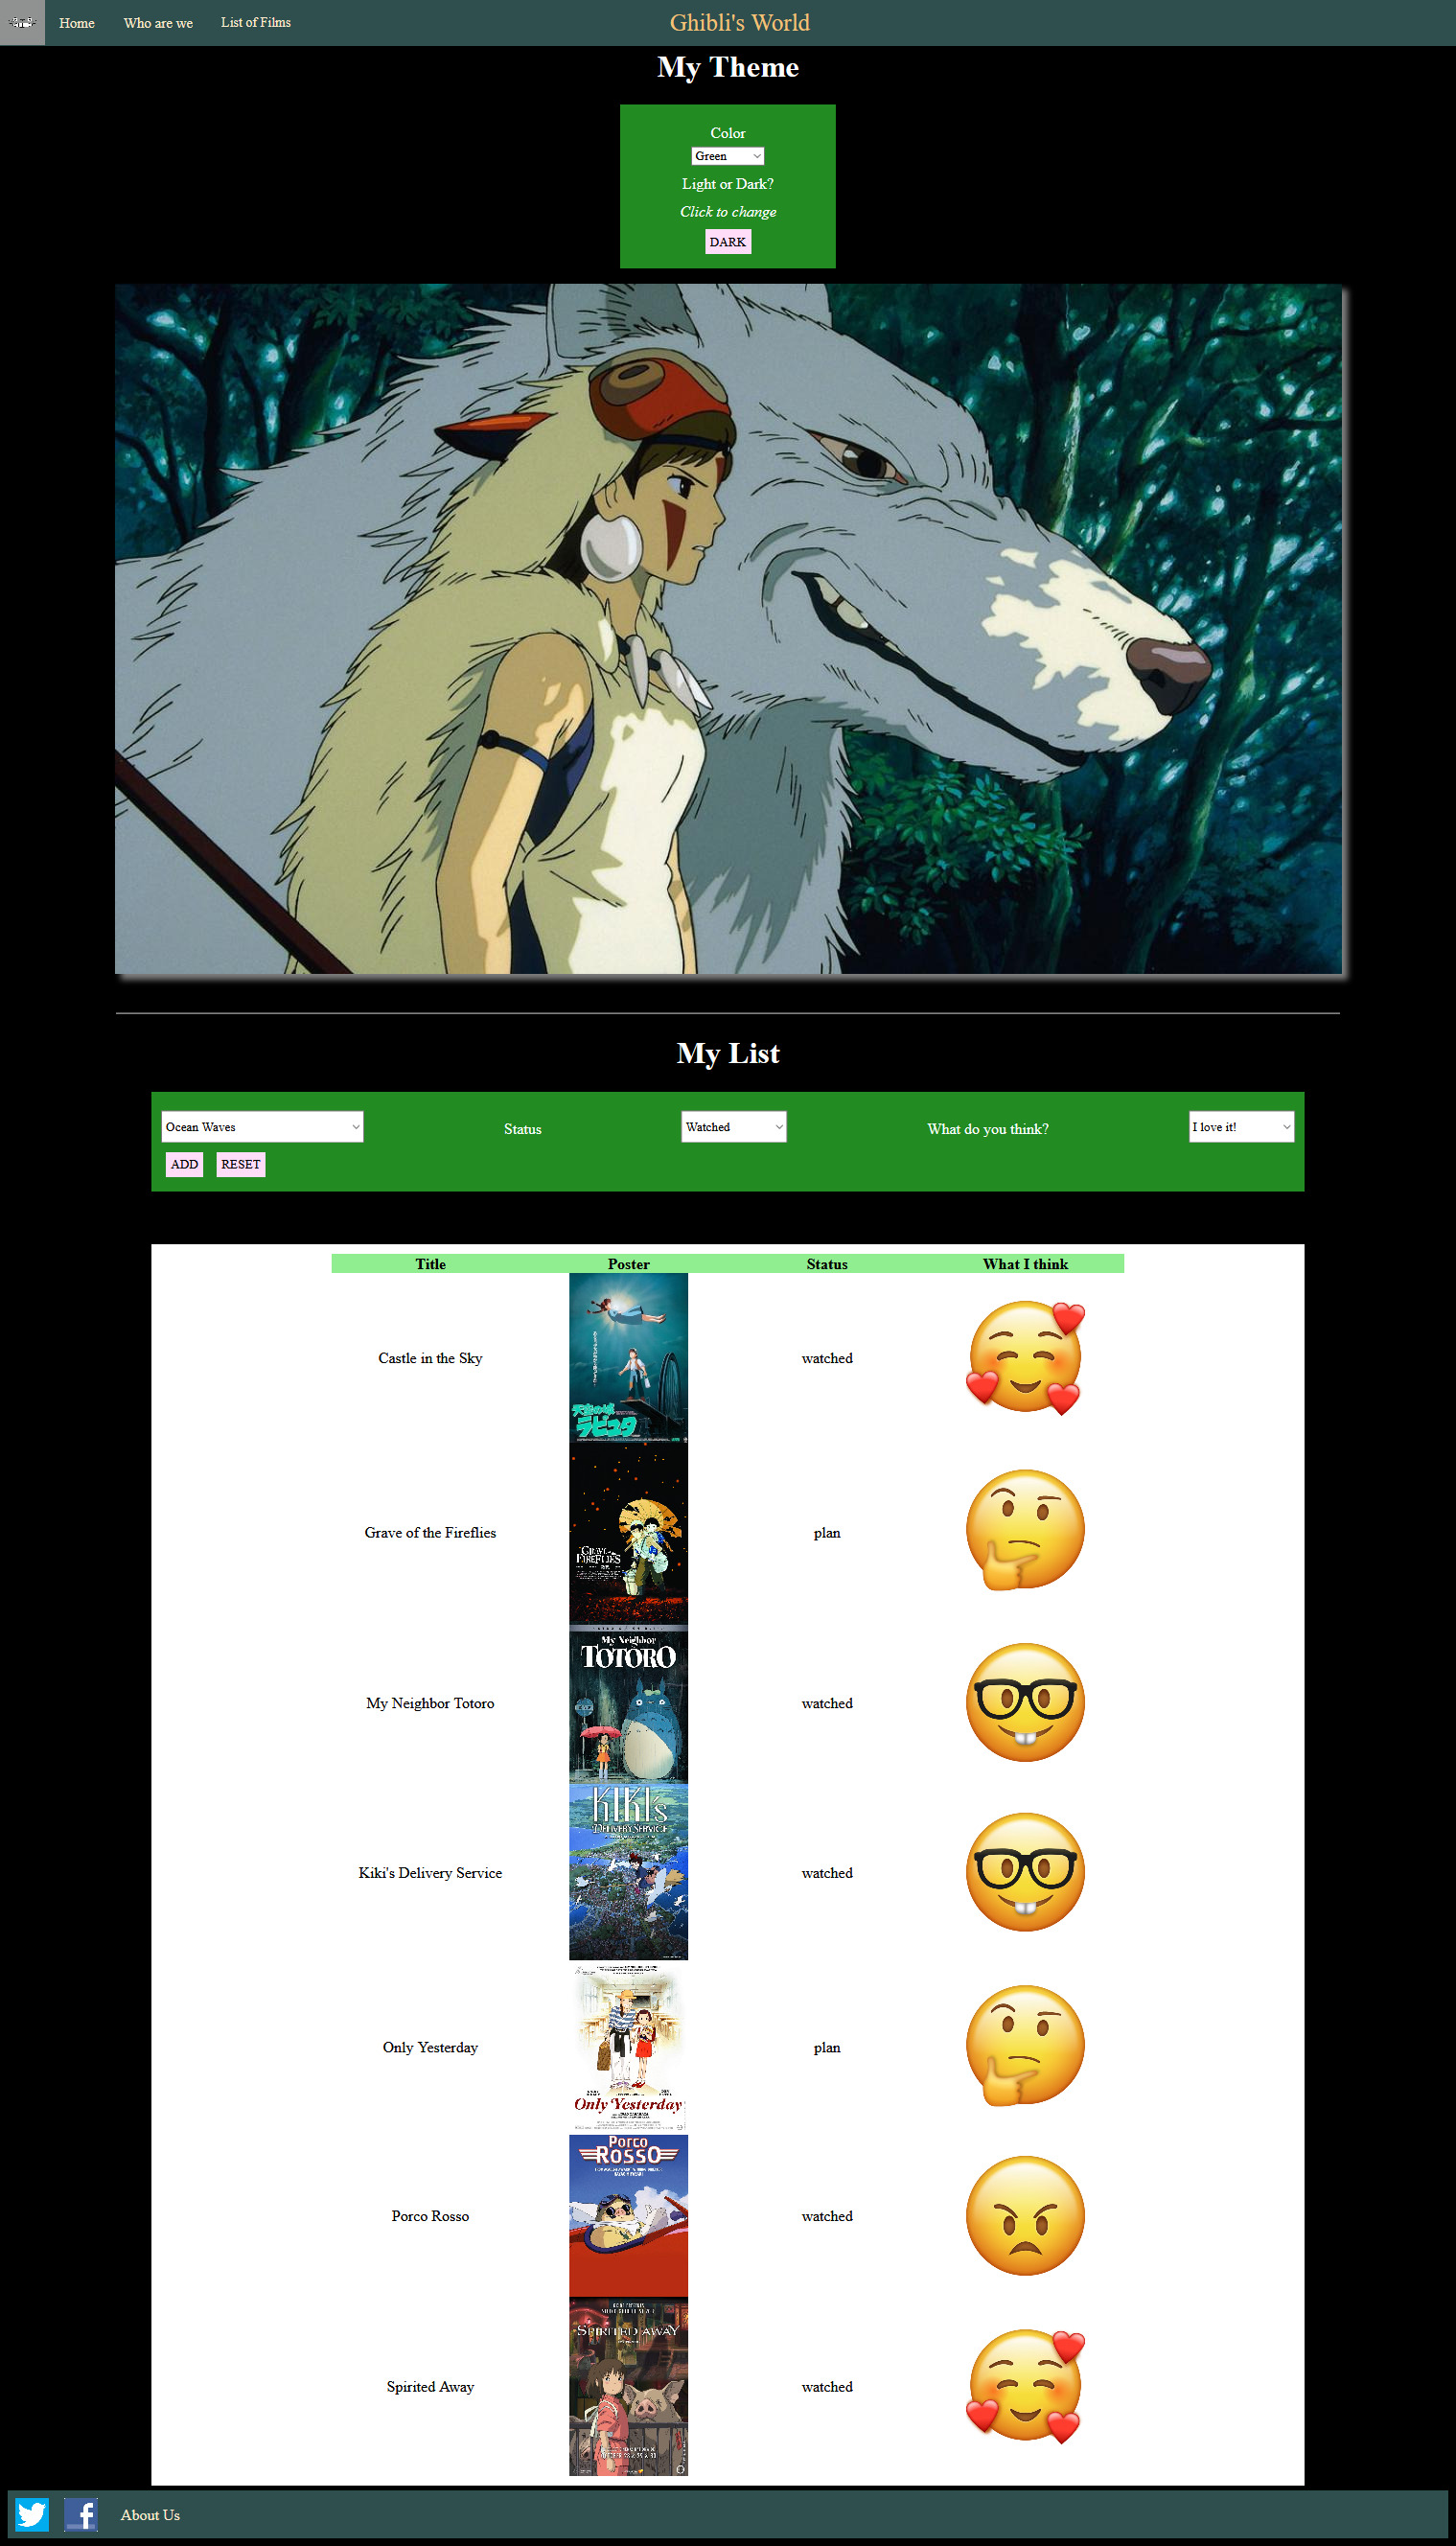 Home Who are we List of Films Ghibli's World
My Theme
Color
Green
Light or Dark?
Click to change
DARK
My List
Ocean Waves Status Watched What do you think? I love it!
ADD RESET
Title Poster Status What I think
天空の城
ラピュタ
Castle in the Sky watched
GRAVE OF THE
FIREFLIES
Grave of the Fireflies plan
My Neighbor
TOTORO
My Neighbor Totoro watched
KIKI's
DELIVERY SERVICE
Kiki's Delivery Service watched
Only Yesterday plan
Only Yesterday
PORCO
ROSSO
Porco Rosso watched
SPIRITED AWAY
Spirited Away watched
About Us